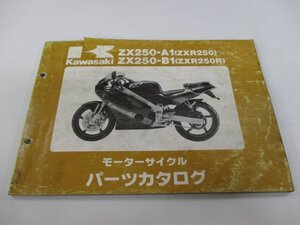 Kawasaki
ZX250-A1(ZXR250)
ZX250-B1(ZXR250R)
モーターサイクル
パーツカタログ